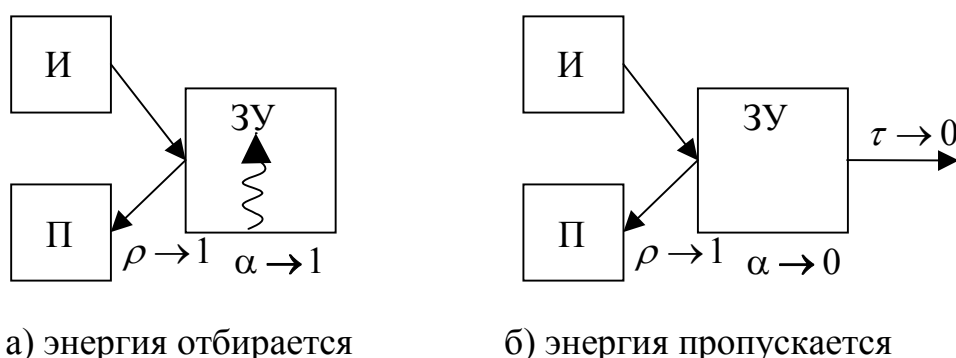 И
ЗУ
П
ρ → 1
α → 1
а) энергия отбирается
И
ЗУ
τ → 0
П
ρ → 1
α → 0
б) энергия пропускается